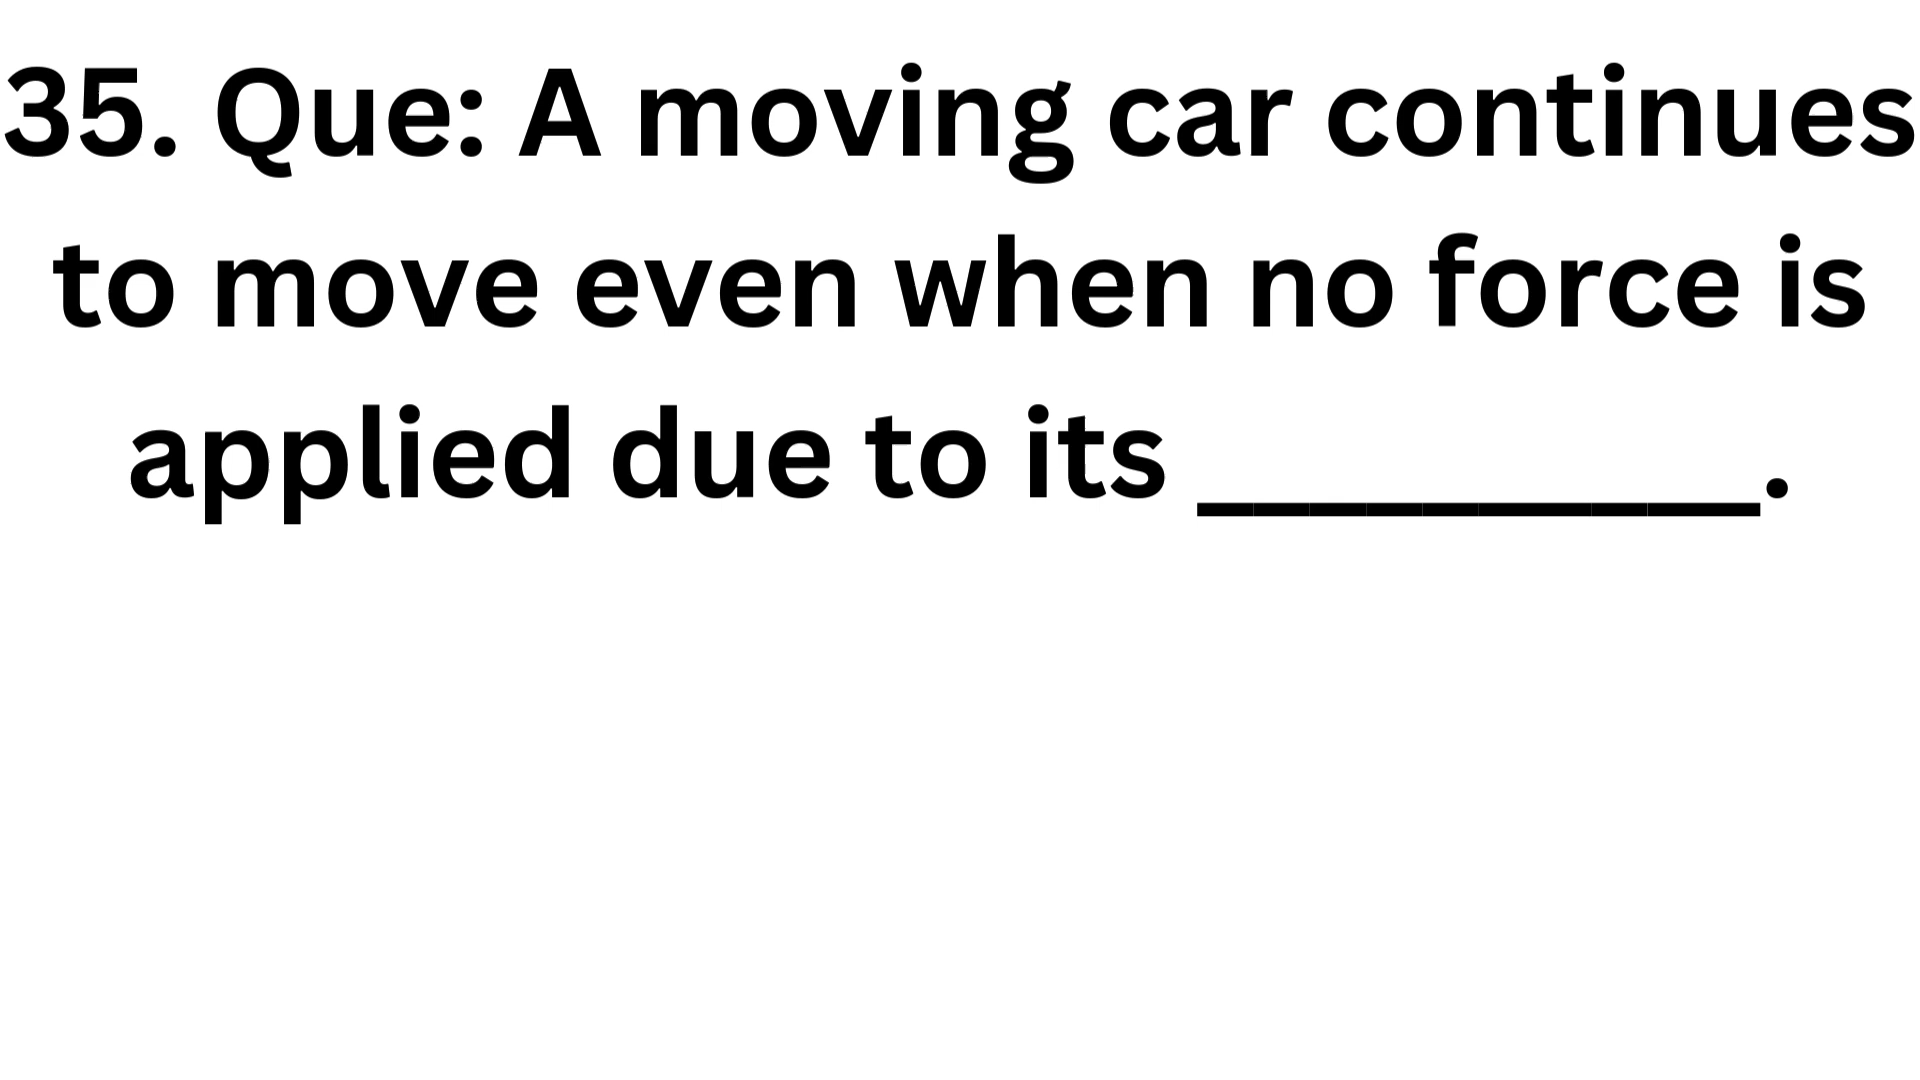 35. Que: A moving car continues
to move even when no force is
applied due to its __________.